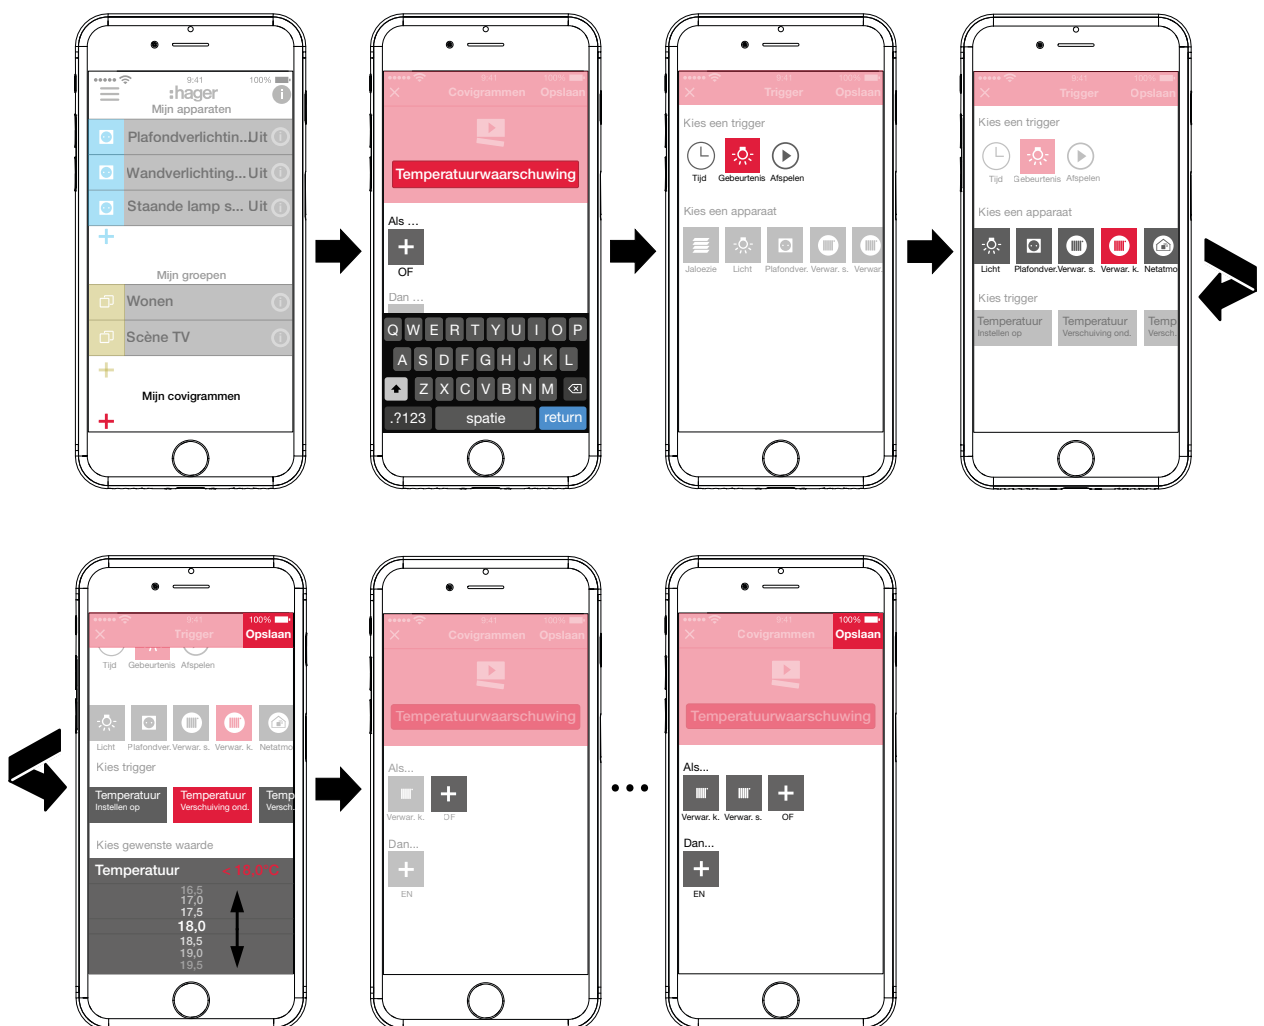 9:41 100%
:hager
Mijn apparaten
Plafondverlichtin... Uit
Wandverlichting... Uit
Staande lamp s... Uit
+
Mijn groepen
Wonen
Scène TV
+
Mijn covigrammen
+
9:41 100%
Covigrammen Opslaan
Temperatuurwaarschuwing
Als ...
+
OF
Dan ...
Q W E R T Y U I O P
A S D F G H J K L
Z X C V B N M
.?123 spatie return
9:41 100%
Trigger Opslaan
Kies een trigger
Tijd Gebeurtenis Afspelen
Kies een apparaat
Jaloezie Licht Plafondver. Verwar. s. Verwar.
9:41 100%
Trigger Opslaan
Kies een trigger
Tijd Gebeurtenis Afspelen
Kies een apparaat
Licht Plafondver. Verwar. s. Verwar. k. Netatmo
Kies trigger
Temperatuur Temperatuur Temp
Instellen op Verschuiving ond. Versch.
9:41 100%
Trigger Opslaan
Tijd Gebeurtenis Afspelen
Licht Plafondver. Verwar. s. Verwar. k. Netatmo
Kies trigger
Temperatuur Temperatuur Temp
Instellen op Verschuiving ond. Versch.
Kies gewenste waarde
Temperatuur < 18,0°C
16,5
17,0
17,5
18,0
18,5
19,0
19,5
9:41 100%
Covigrammen Opslaan
Temperatuurwaarschuwing
Als...
+
Verwar. k. OF
Dan...
+
EN
...
9:41 100%
Covigrammen Opslaan
Temperatuurwaarschuwing
Als...
+
Verwar. k. Verwar. s. OF
Dan...
+
EN